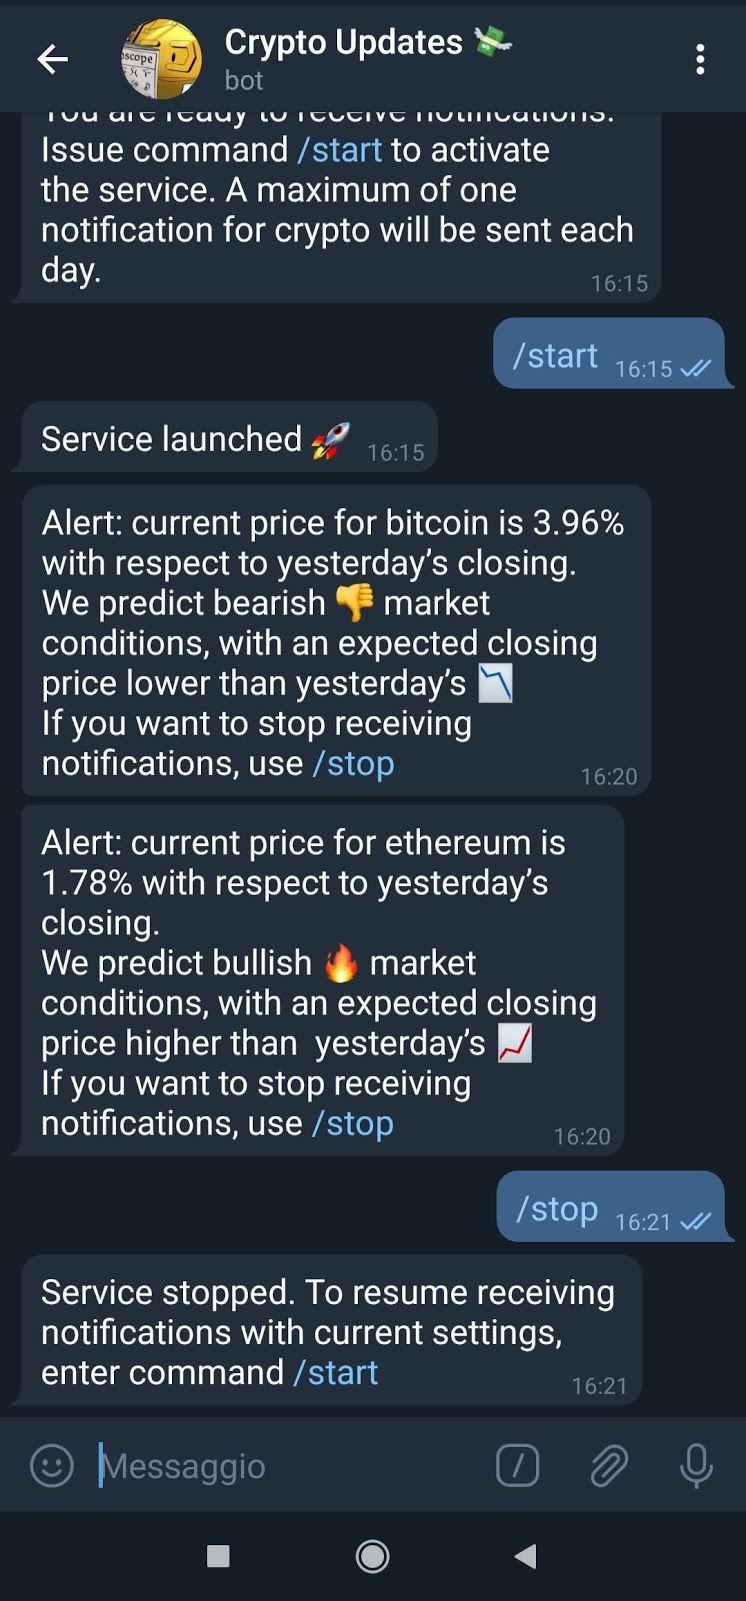 Crypto Updates 💸
bot
You are ready to receive notifications.
Issue command /start to activate
the service. A maximum of one
notification for crypto will be sent each
day.
16:15
/start 16:15
Service launched 🚀 16:15
Alert: current price for bitcoin is 3.96%
with respect to yesterday’s closing.
We predict bearish 👎 market
conditions, with an expected closing
price lower than yesterday’s 📉
If you want to stop receiving
notifications, use /stop
16:20
Alert: current price for ethereum is
1.78% with respect to yesterday’s
closing.
We predict bullish 🔥 market
conditions, with an expected closing
price higher than  yesterday’s 📈
If you want to stop receiving
notifications, use /stop
16:20
/stop 16:21
Service stopped. To resume receiving
notifications with current settings,
enter command /start
16:21
Messaggio